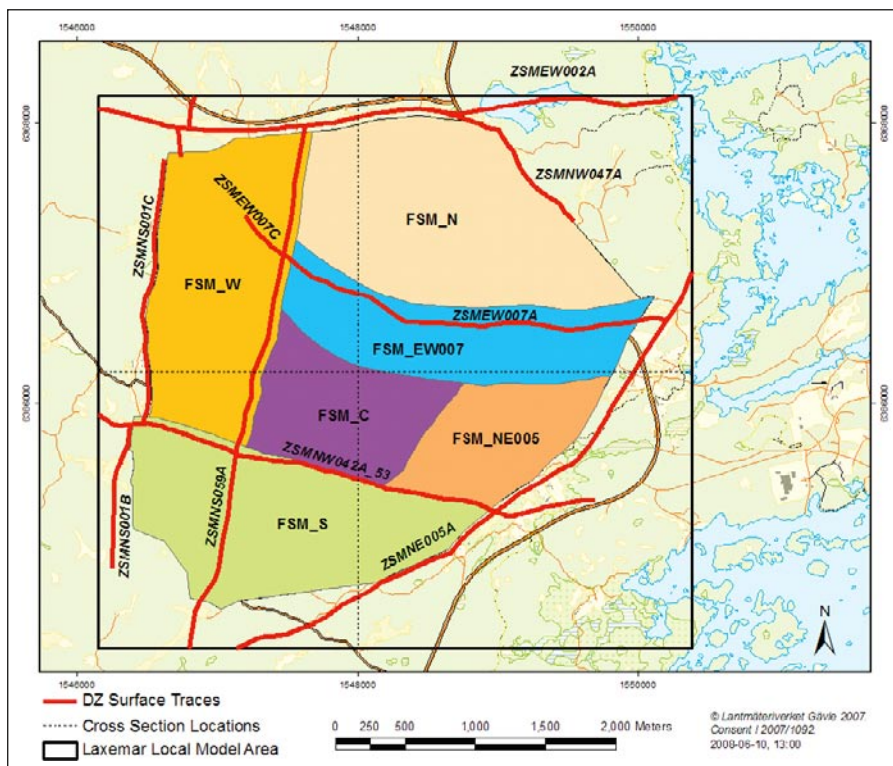 1546000 1548000 1550000
ZSMEW002A
6368000 6368000
ZSMNW047A
ZSMNS001C
ZSMEW007C
FSM_N
FSM_W
ZSMEW007A
FSM_EW007
6366000 6366000
FSM_C
FSM_NE005
ZSMNW042A_53
ZSMNS001B
ZSMNS059A
FSM_S
ZSMNE005A
N
1546000 1548000 1550000
DZ Surface Traces
Cross Section Locations
Laxemar Local Model Area
0 250 500 1,000 1,500 2,000 Meters
© Lantmäteriverket Gävle 2007.
Consent I 2007/1092
2008-06-10, 13:00